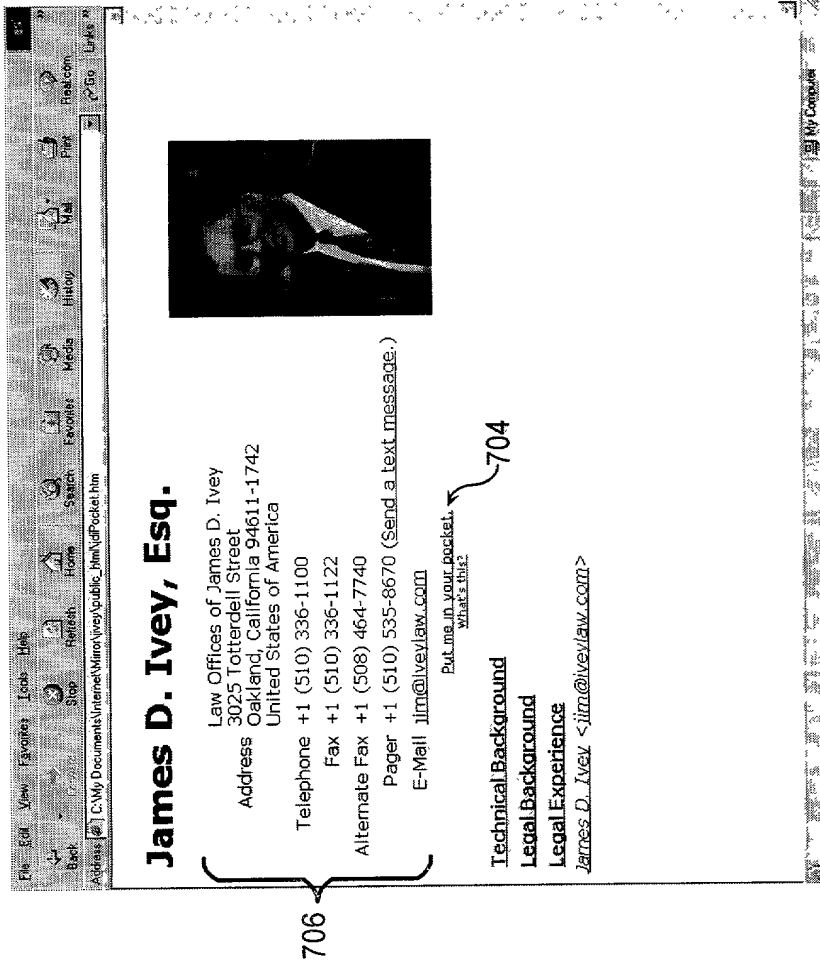 File Edit View Favorites Tools Help
Back Stop Refresh Home Search Favorites Media History Mail Print Real.com
Address C:\My Documents\Internet\Mirror\ivey\public_html\jdiPocket.htm Go Links »
James D. Ivey, Esq.
Law Offices of James D. Ivey
3025 Totterdell Street
Address Oakland, California 94611-1742
United States of America
Telephone +1 (510) 336-1100
Fax +1 (510) 336-1122
Alternate Fax +1 (508) 464-7740
Pager +1 (510) 535-8670 (Send a text message.)
E-Mail jim@iveylaw.com
706
Put me in your pocket.
What's this?
704
Technical Background
Legal Background
Legal Experience
James D. Ivey <jim@iveylaw.com>
My Computer